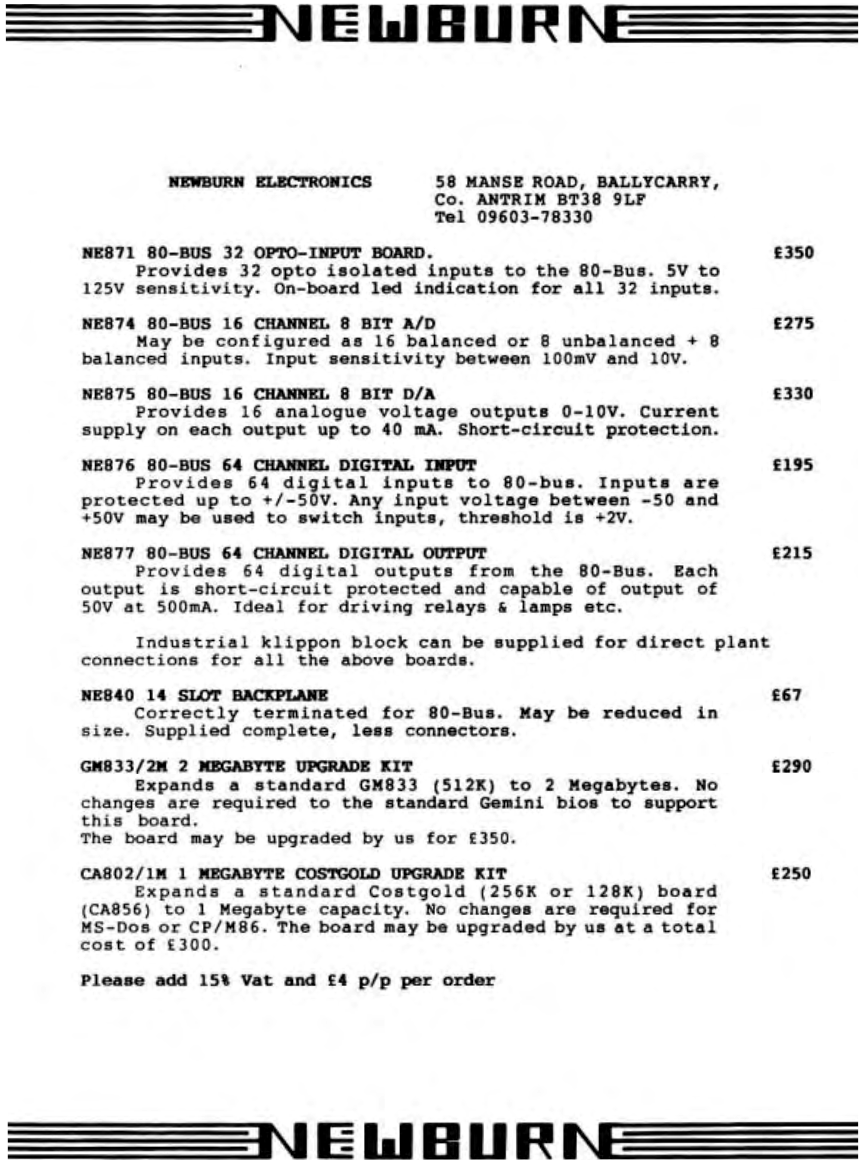 NEWBURN
NEWBURN ELECTRONICS 58 MANSE ROAD, BALLYCARRY,
Co. ANTRIM BT38 9LF
Tel 09603-78330
NE871 80-BUS 32 OPTO-INPUT BOARD. £350
Provides 32 opto isolated inputs to the 80-Bus. 5V to
125V sensitivity. On-board led indication for all 32 inputs.
NE874 80-BUS 16 CHANNEL 8 BIT A/D £275
May be configured as 16 balanced or 8 unbalanced + 8
balanced inputs. Input sensitivity between 100mV and 10V.
NE875 80-BUS 16 CHANNEL 8 BIT D/A £330
Provides 16 analogue voltage outputs 0-10V. Current
supply on each output up to 40 mA. Short-circuit protection.
NE876 80-BUS 64 CHANNEL DIGITAL INPUT £195
Provides 64 digital inputs to 80-bus. Inputs are
protected up to +/-50V. Any input voltage between -50 and
+50V may be used to switch inputs, threshold is +2V.
NE877 80-BUS 64 CHANNEL DIGITAL OUTPUT £215
Provides 64 digital outputs from the 80-Bus. Each
output is short-circuit protected and capable of output of
50V at 500mA. Ideal for driving relays & lamps etc.
Industrial klippon block can be supplied for direct plant
connections for all the above boards.
NE840 14 SLOT BACKPLANE £67
Correctly terminated for 80-Bus. May be reduced in
size. Supplied complete, less connectors.
GM833/2M 2 MEGABYTE UPGRADE KIT £290
Expands a standard GM833 (512K) to 2 Megabytes. No
changes are required to the standard Gemini bios to support
this board.
The board may be upgraded by us for £350.
CA802/1M 1 MEGABYTE COSTGOLD UPGRADE KIT £250
Expands a standard Costgold (256K or 128K) board
(CA856) to 1 Megabyte capacity. No changes are required for
MS-Dos or CP/M86. The board may be upgraded by us at a total
cost of £300.
Please add 15% Vat and £4 p/p per order
NEWBURN